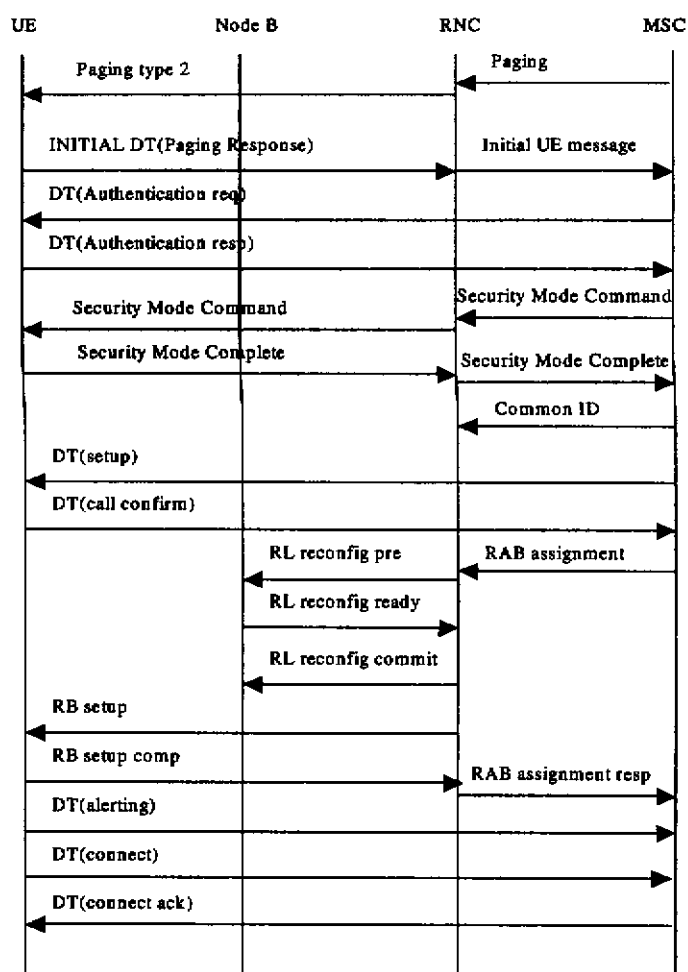 UE Node B RNC MSC
Paging type 2 Paging
INITIAL DT(Paging Response) Initial UE message
DT(Authentication req)
DT(Authentication resp)
Security Mode Command Security Mode Command
Security Mode Complete Security Mode Complete
Common ID
DT(setup)
DT(call confirm)
RL reconfig pre RAB assignment
RL reconfig ready
RL reconfig commit
RB setup
RB setup comp RAB assignment resp
DT(alerting)
DT(connect)
DT(connect ack)